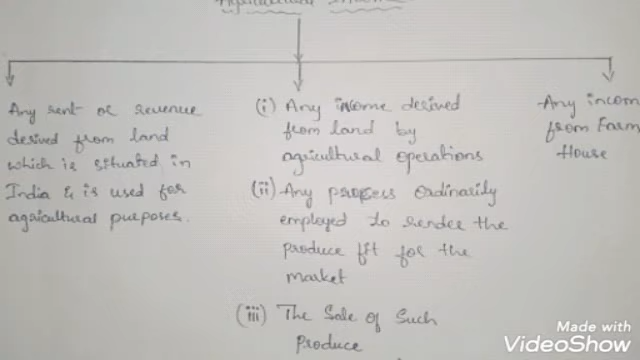 Agricultural Income
Any rent or revenue
derived from land
which is situated in
India & is used for
agricultural purposes.
(i) Any income derived
from land by
agricultural operations
(ii) Any process ordinarily
employed to render the
produce fit for the
market
(iii) The Sale of Such
Produce
Any incom
from Farm
House
Made with
VideoShow